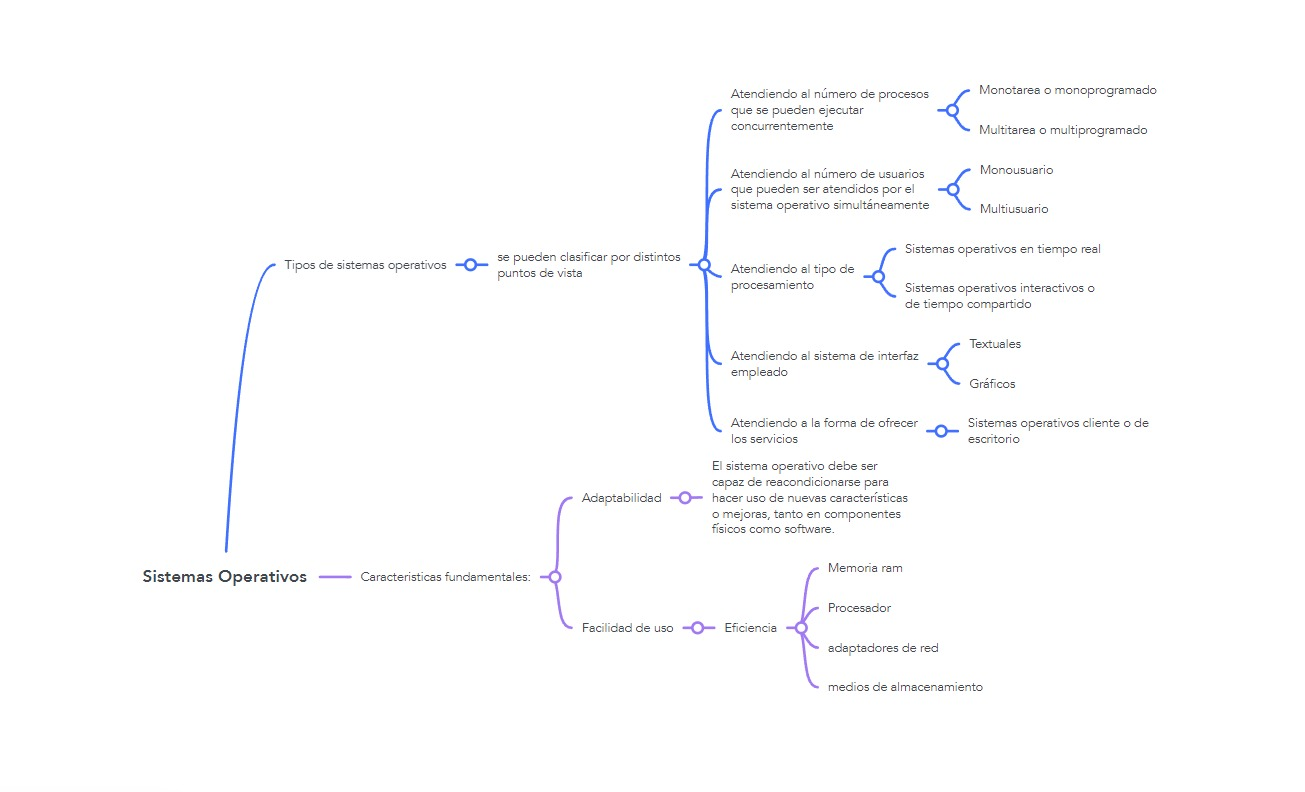 Atendiendo al número de procesos
que se pueden ejecutar
concurrentemente
Monotarea o monoprogramado
Multitarea o multiprogramado
Atendiendo al número de usuarios
que pueden ser atendidos por el
sistema operativo simultáneamente
Monousuario
Multiusuario
Tipos de sistemas operativos
se pueden clasificar por distintos
puntos de vista
Atendiendo al tipo de
procesamiento
Sistemas operativos en tiempo real
Sistemas operativos interactivos o
de tiempo compartido
Atendiendo al sistema de interfaz
empleado
Textuales
Gráficos
Atendiendo a la forma de ofrecer
los servicios
Sistemas operativos cliente o de
escritorio
Sistemas Operativos
Caracteristicas fundamentales:
Adaptabilidad
El sistema operativo debe ser
capaz de reacondicionarse para
hacer uso de nuevas características
o mejoras, tanto en componentes
físicos como software.
Facilidad de uso
Eficiencia
Memoria ram
Procesador
adaptadores de red
medios de almacenamiento